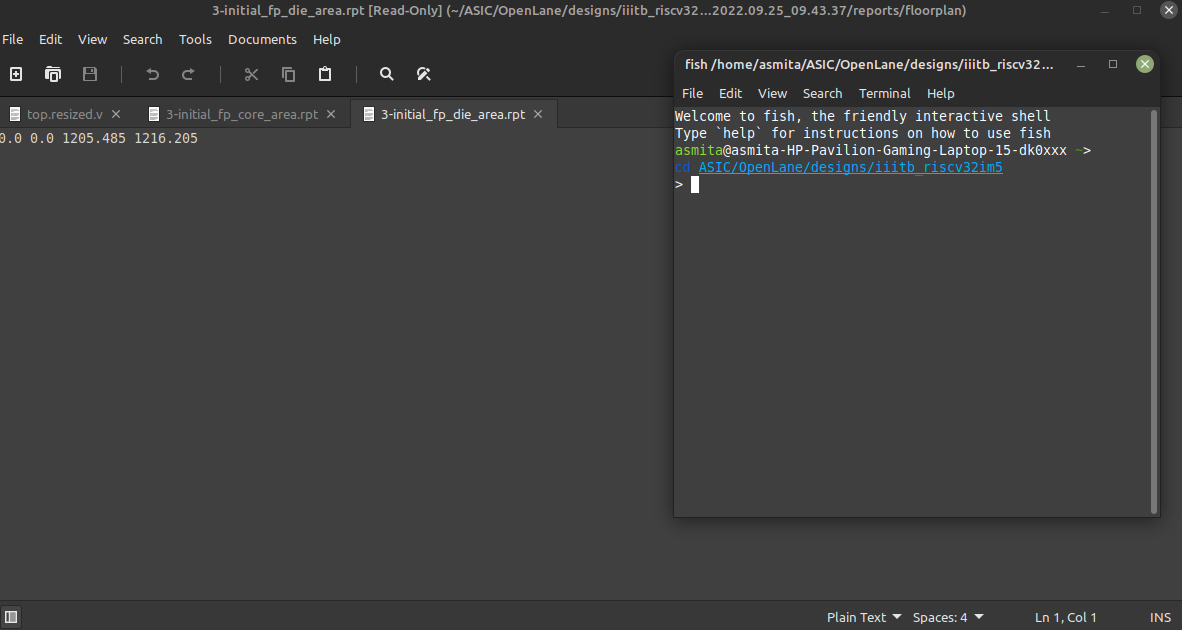 3-initial_fp_die_area.rpt [Read-Only] (~/ASIC/OpenLane/designs/iiitb_riscv32...2022.09.25_09.43.37/reports/floorplan)
File Edit View Search Tools Documents Help
top.resized.v 3-initial_fp_core_area.rpt 3-initial_fp_die_area.rpt
0.0 0.0 1205.485 1216.205
fish /home/asmita/ASIC/OpenLane/designs/iiitb_riscv32...
File Edit View Search Terminal Help
Welcome to fish, the friendly interactive shell
Type `help` for instructions on how to use fish
asmita@asmita-HP-Pavilion-Gaming-Laptop-15-dk0xxx ~>
cd ASIC/OpenLane/designs/iiitb_riscv32im5
>
Plain Text Spaces: 4 Ln 1, Col 1 INS